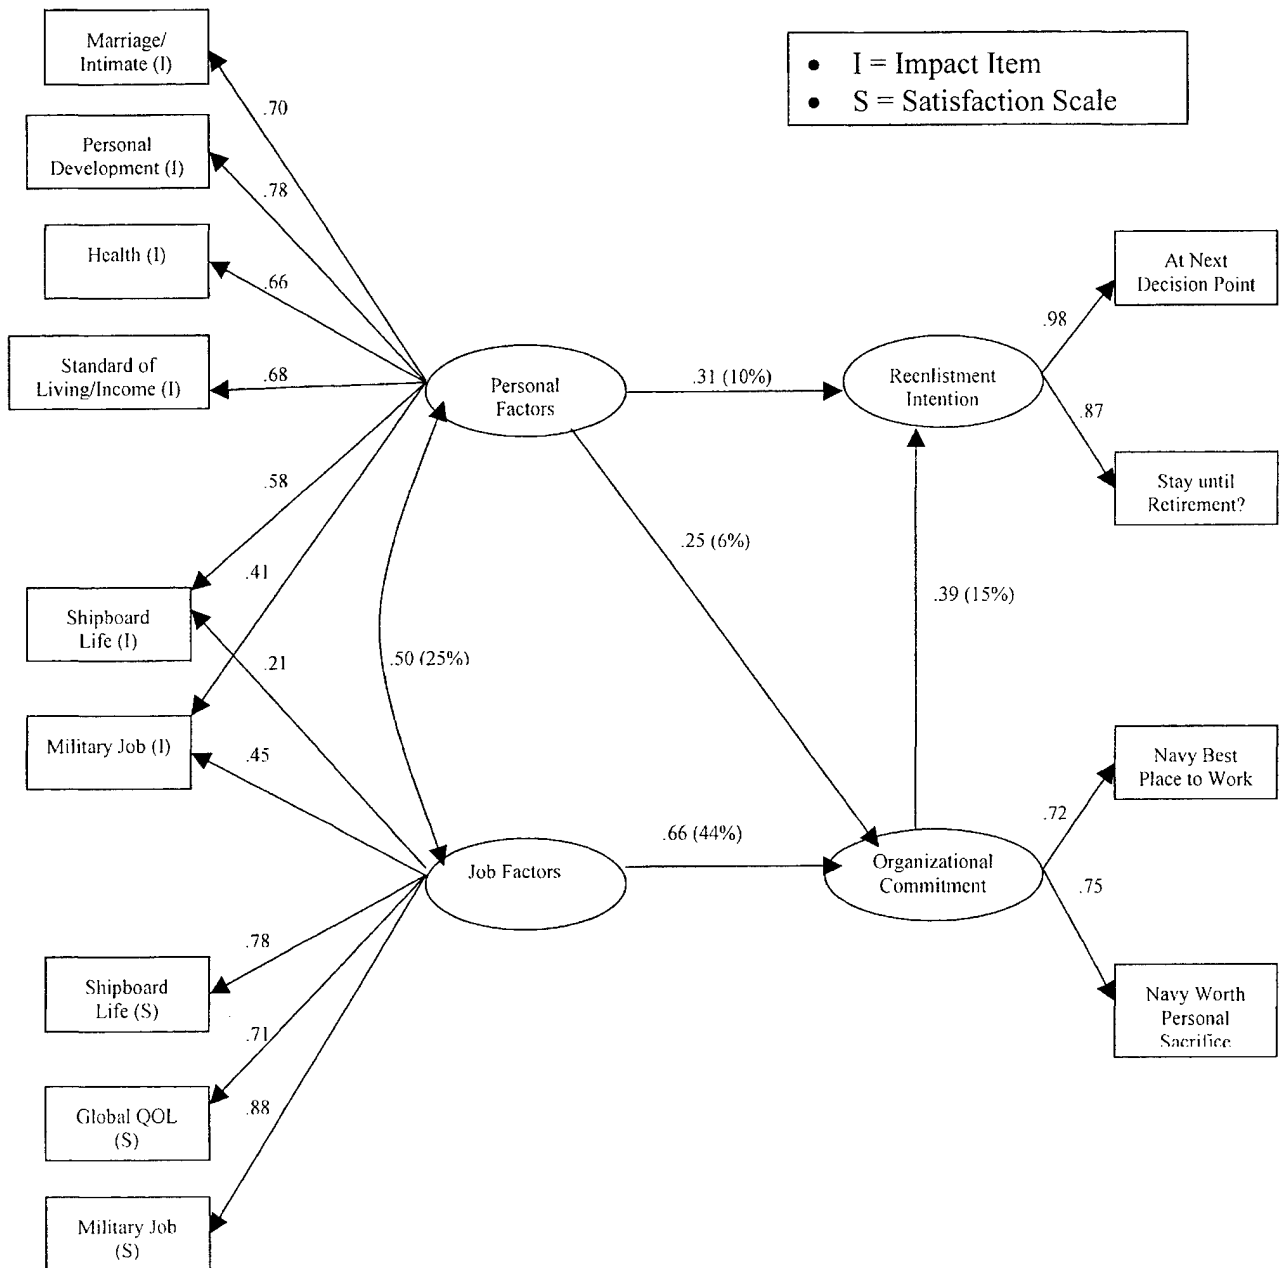 Marriage/
Intimate (I)
• I = Impact Item
• S = Satisfaction Scale
.70
Personal
Development (I)
.78
Health (I)
.66
At Next
Decision Point
.98
Standard of
Living/Income (I)
.68
Personal
Factors
.31 (10%)
Reenlistment
Intention
.87
.58
Stay until
Retirement?
.25 (6%)
.41
.39 (15%)
Shipboard
Life (I)
.21
.50 (25%)
Military Job (I)
.45
Navy Best
Place to Work
.72
.66 (44%)
Job Factors
Organizational
Commitment
.75
.78
Shipboard
Life (S)
Navy Worth
Personal
Sacrifice
.71
.88
Global QOL
(S)
Military Job
(S)